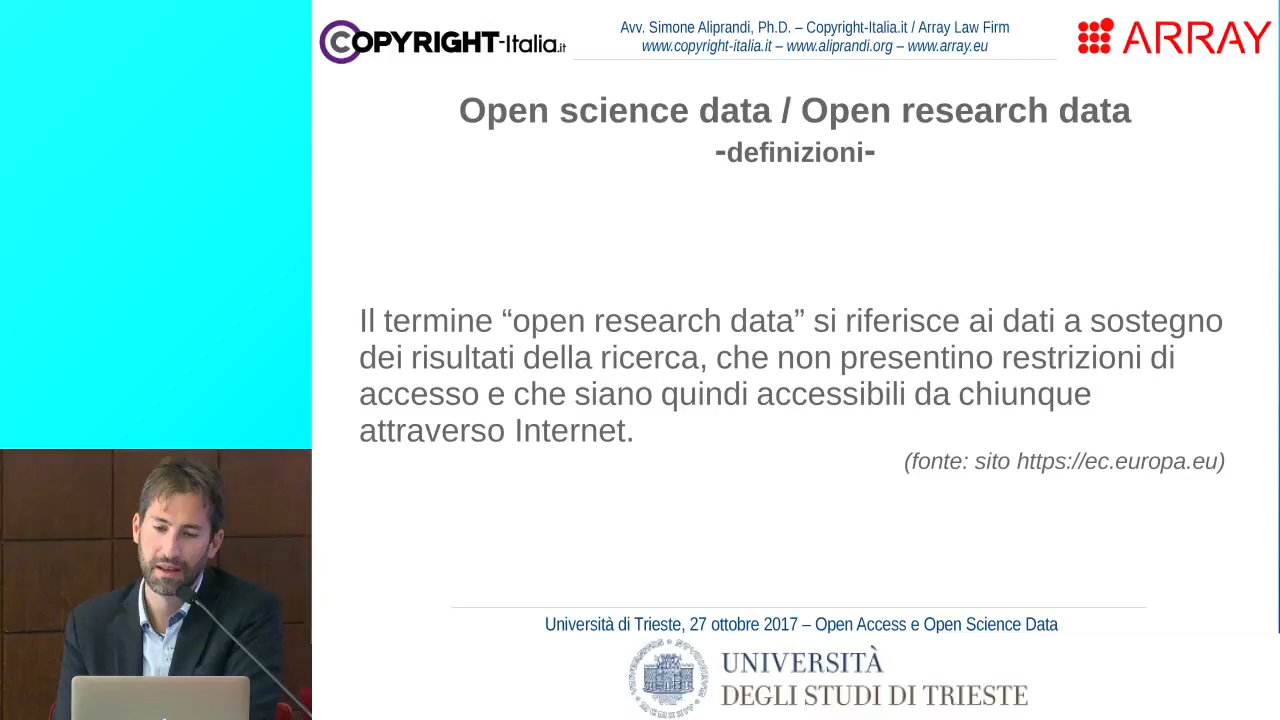 COPYRIGHT-Italia.it
Avv. Simone Aliprandi, Ph.D. – Copyright-Italia.it / Array Law Firm
www.copyright-italia.it – www.aliprandi.org – www.array.eu
ARRAY
Open science data / Open research data
-definizioni-
Il termine “open research data” si riferisce ai dati a sostegno
dei risultati della ricerca, che non presentino restrizioni di
accesso e che siano quindi accessibili da chiunque
attraverso Internet.
(fonte: sito https://ec.europa.eu)
Università di Trieste, 27 ottobre 2017 – Open Access e Open Science Data
UNIVERSITÀ
DEGLI STUDI DI TRIESTE